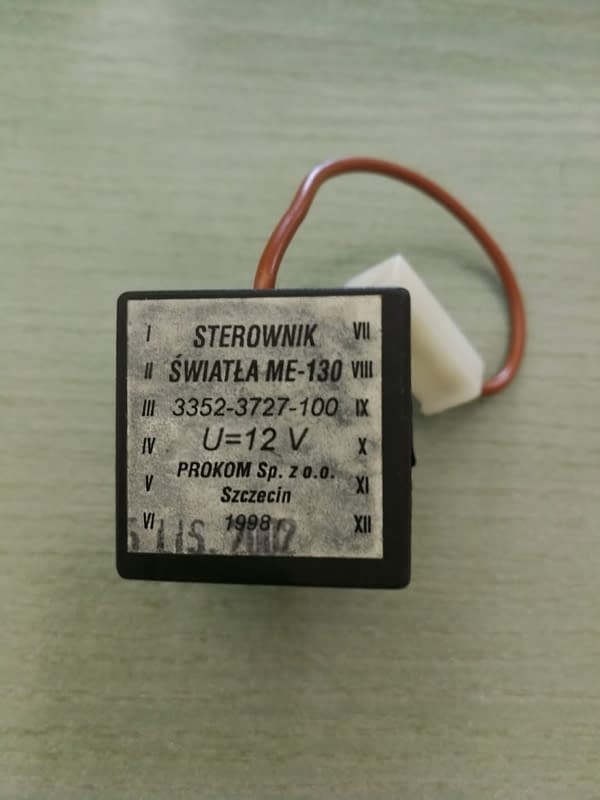 I STEROWNIK VII
II ŚWIATŁA ME-130 VIII
III 3352-3727-100 IX
IV U=12 V X
V PROKOM Sp. z o.o. XI
Szczecin
VI 1998 XII
LIS. 2002